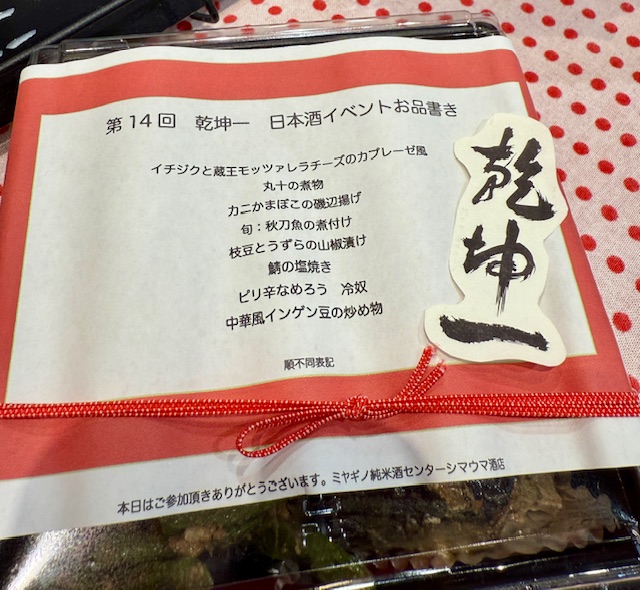 第14回 乾坤一 日本酒イベントお品書き
イチジクと蔵王モッツァレラチーズのカプレーゼ風
丸十の煮物
カニかまぼこの磯辺揚げ
旬：秋刀魚の煮付け
枝豆とうずらの山椒漬け
鯖の塩焼き
ピリ辛なめろう 冷奴
中華風インゲン豆の炒め物
順不同表記
乾坤一
本日はご参加頂きありがとうございます。ミヤギノ純米酒センターシマウマ酒店